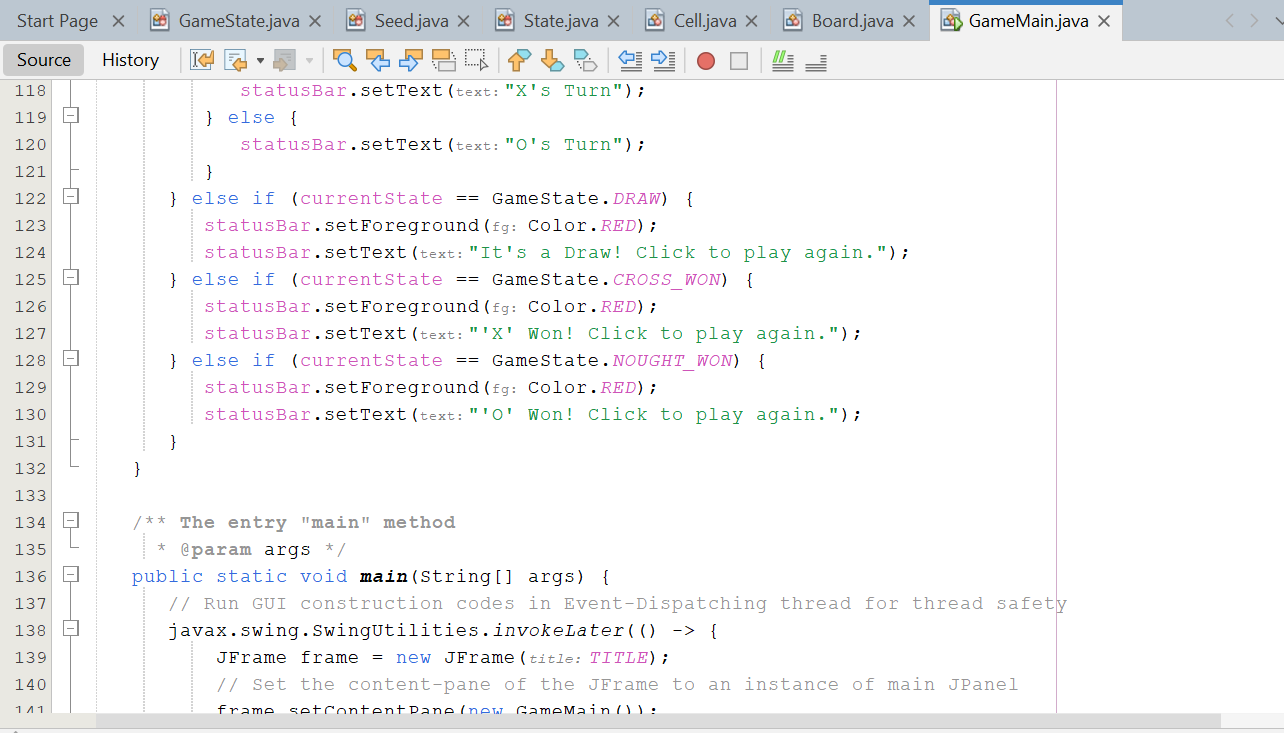 Start Page GameState.java Seed.java State.java Cell.java Board.java GameMain.java
Source History
118 statusBar.setText(text: "X's Turn");
119 } else {
120 statusBar.setText(text: "O's Turn");
121 }
122 } else if (currentState == GameState.DRAW) {
123 statusBar.setForeground(fg: Color.RED);
124 statusBar.setText(text: "It's a Draw! Click to play again.");
125 } else if (currentState == GameState.CROSS_WON) {
126 statusBar.setForeground(fg: Color.RED);
127 statusBar.setText(text: "'X' Won! Click to play again.");
128 } else if (currentState == GameState.NOUGHT_WON) {
129 statusBar.setForeground(fg: Color.RED);
130 statusBar.setText(text: "'O' Won! Click to play again.");
131 }
132 }
133
134 /** The entry "main" method
135 * @param args */
136 public static void main(String[] args) {
137 // Run GUI construction codes in Event-Dispatching thread for thread safety
138 javax.swing.SwingUtilities.invokeLater(() -> {
139 JFrame frame = new JFrame(title: TITLE);
140 // Set the content-pane of the JFrame to an instance of main JPanel
141 frame.setContentPane(new GameMain());